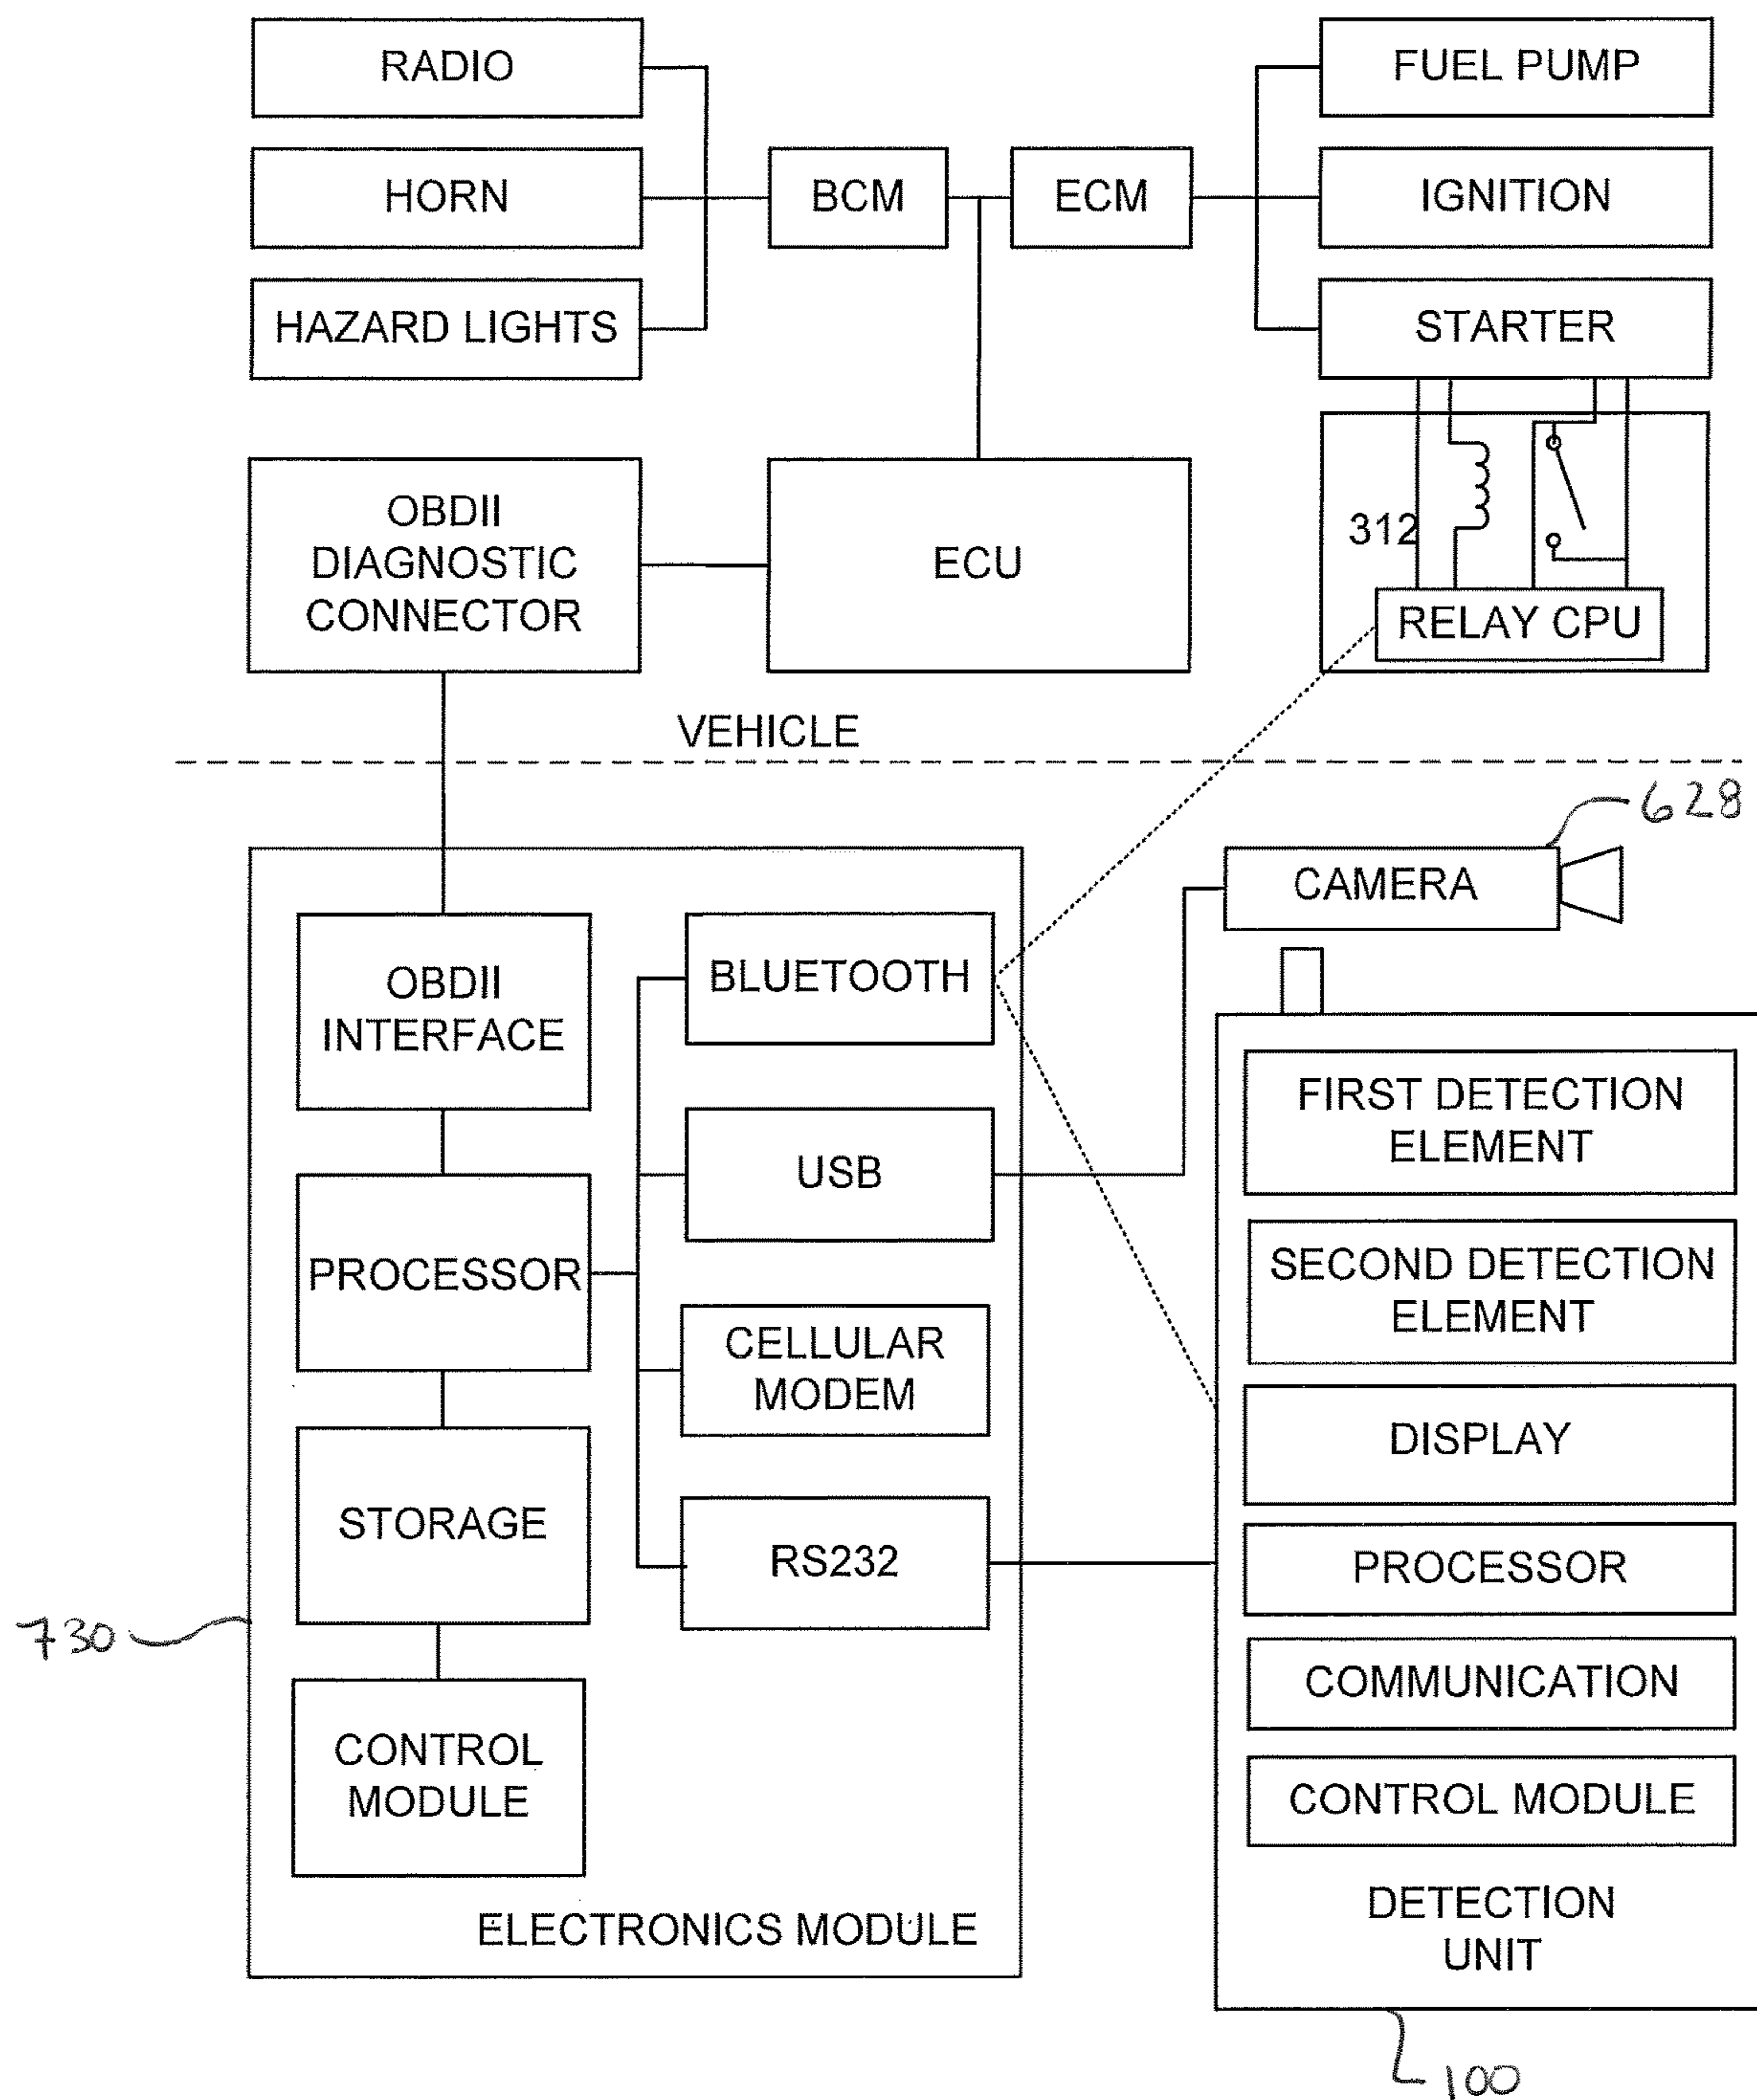 RADIO
FUEL PUMP
HORN
BCM
ECM
IGNITION
HAZARD LIGHTS
STARTER
OBDII
DIAGNOSTIC
CONNECTOR
ECU
312
RELAY CPU
VEHICLE
628
CAMERA
OBDII
INTERFACE
BLUETOOTH
USB
PROCESSOR
CELLULAR
MODEM
STORAGE
RS232
730
CONTROL
MODULE
ELECTRONICS MODULE
FIRST DETECTION
ELEMENT
SECOND DETECTION
ELEMENT
DISPLAY
PROCESSOR
COMMUNICATION
CONTROL MODULE
DETECTION
UNIT
100